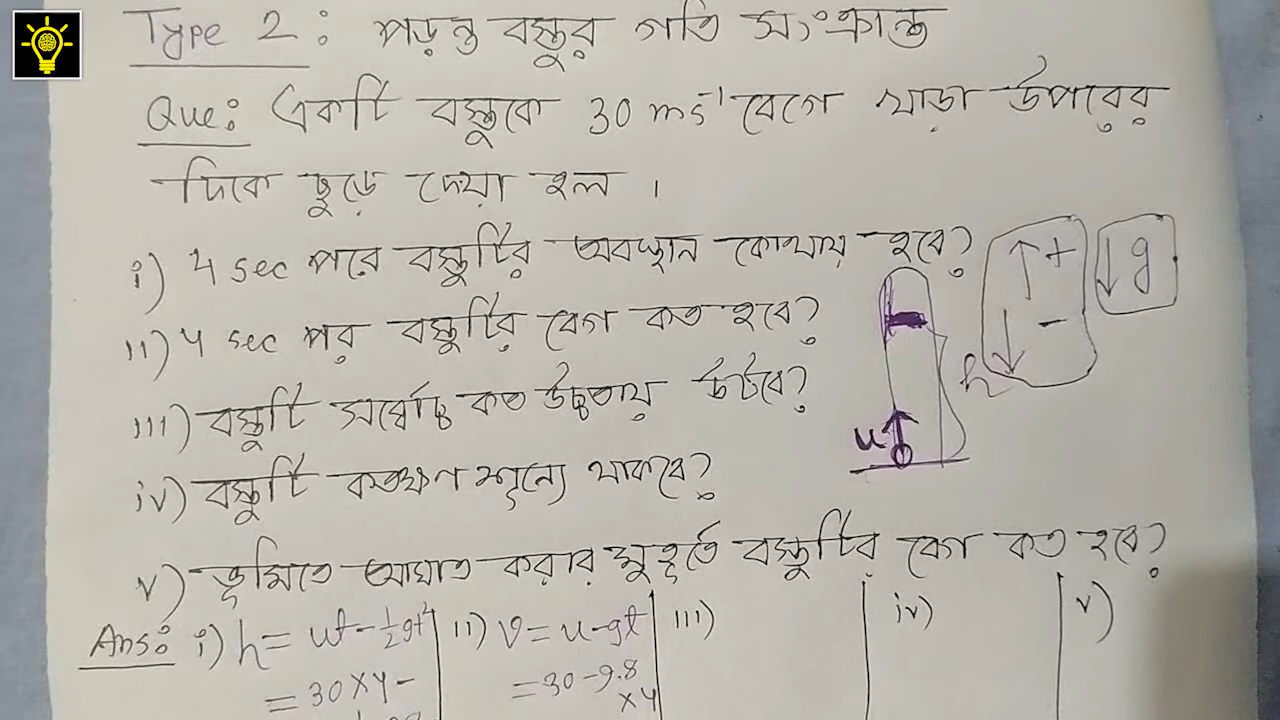 Type 2: পড়ন্ত বস্তুর গতি সংক্রান্ত
Que: একটি বস্তুকে 30 ms⁻¹ বেগে খাড়া উপরের
দিকে ছুড়ে দেয়া হল ।
i) 4 sec পরে বস্তুটির অবস্থান কোথায় হবে?
ii) 4 sec পর বস্তুটির বেগ কত হবে?
iii) বস্তুটি সর্বোচ্চ কত উচ্চতায় উঠবে?
iv) বস্তুটি কতক্ষণ শূন্যে থাকবে?
v) ভূমিতে আঘাত করার মুহূর্তে বস্তুটির বেগ কত হবে?
↑+ ↓g
↓-
h
u
Ans: i) h = ut - ½gt² ii) v = u - gt iii) iv) v)
= 30×4 - = 30 - 9.8
×4